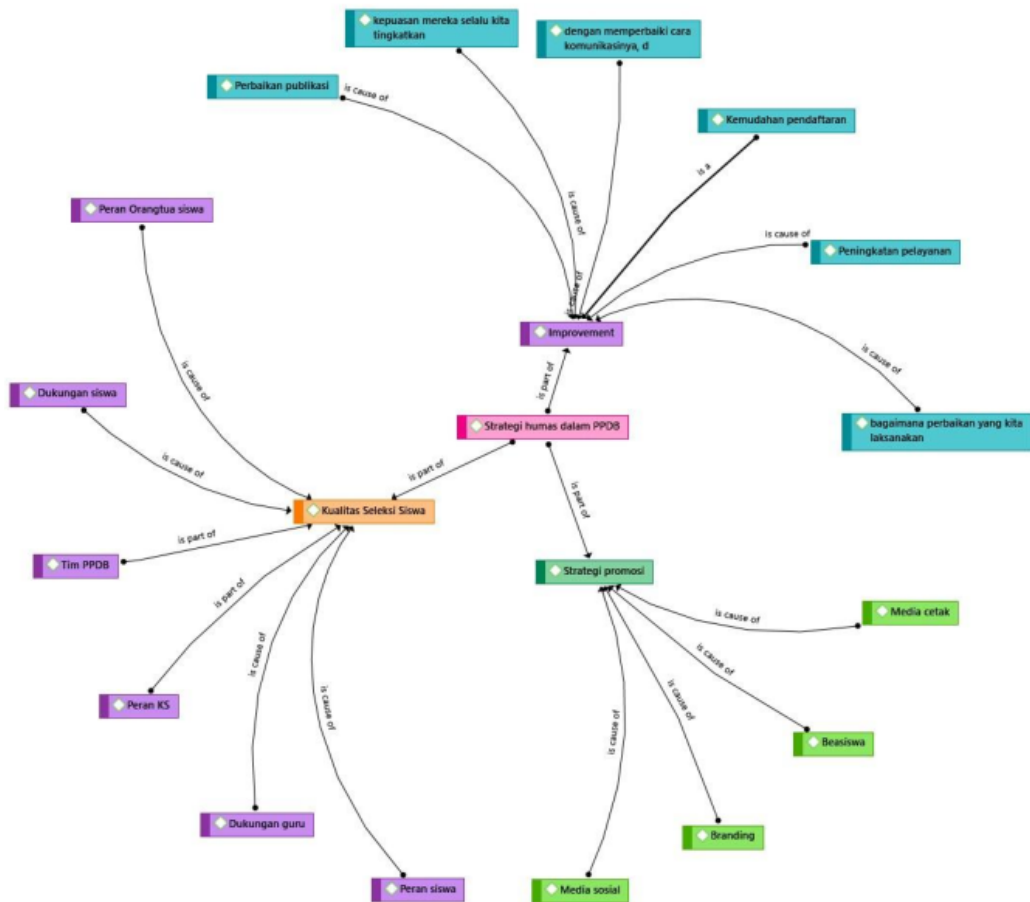 kepuasan mereka selalu kita
tingkatkan
dengan memperbaiki cara
komunikasinya, d
Perbaikan publikasi
is cause of
Kemudahan pendaftaran
is a
Peran Orangtua siswa
is cause of
is cause of
Peningkatan pelayanan
is cause of
Improvement
is cause of
is cause of
is part of
Dukungan siswa
Strategi humas dalam PPDB
bagaimana perbaikan yang kita
laksanakan
is cause of
is part of
is part of
Kualitas Seleksi Siswa
is part of
Tim PPDB
Strategi promosi
is part of
Media cetak
is cause of
is cause of
is cause of
is cause of
is cause of
is cause of
Peran KS
Beasiswa
Dukungan guru
Branding
Peran siswa
Media sosial